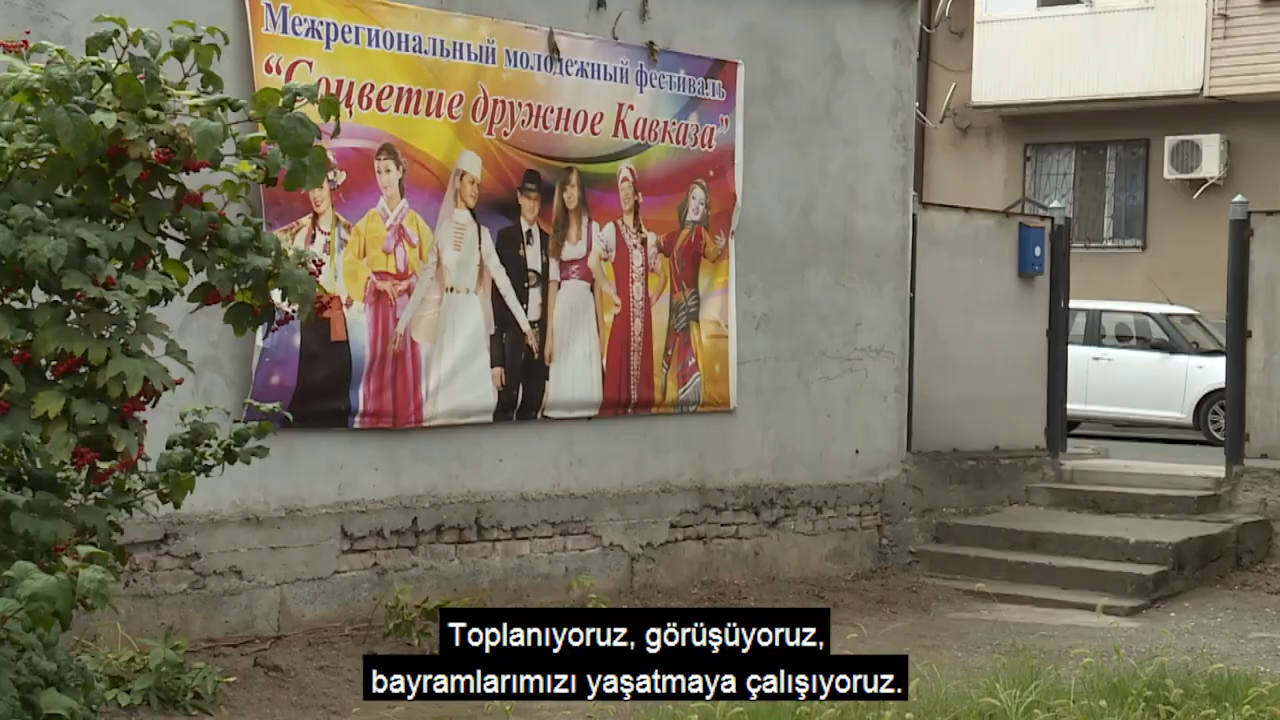 Межрегиональный молодежный фестиваль
“Соцветие дружное Кавказа”
Toplanıyoruz, görüşüyoruz,
bayramlarımızı yaşatmaya çalışıyoruz.